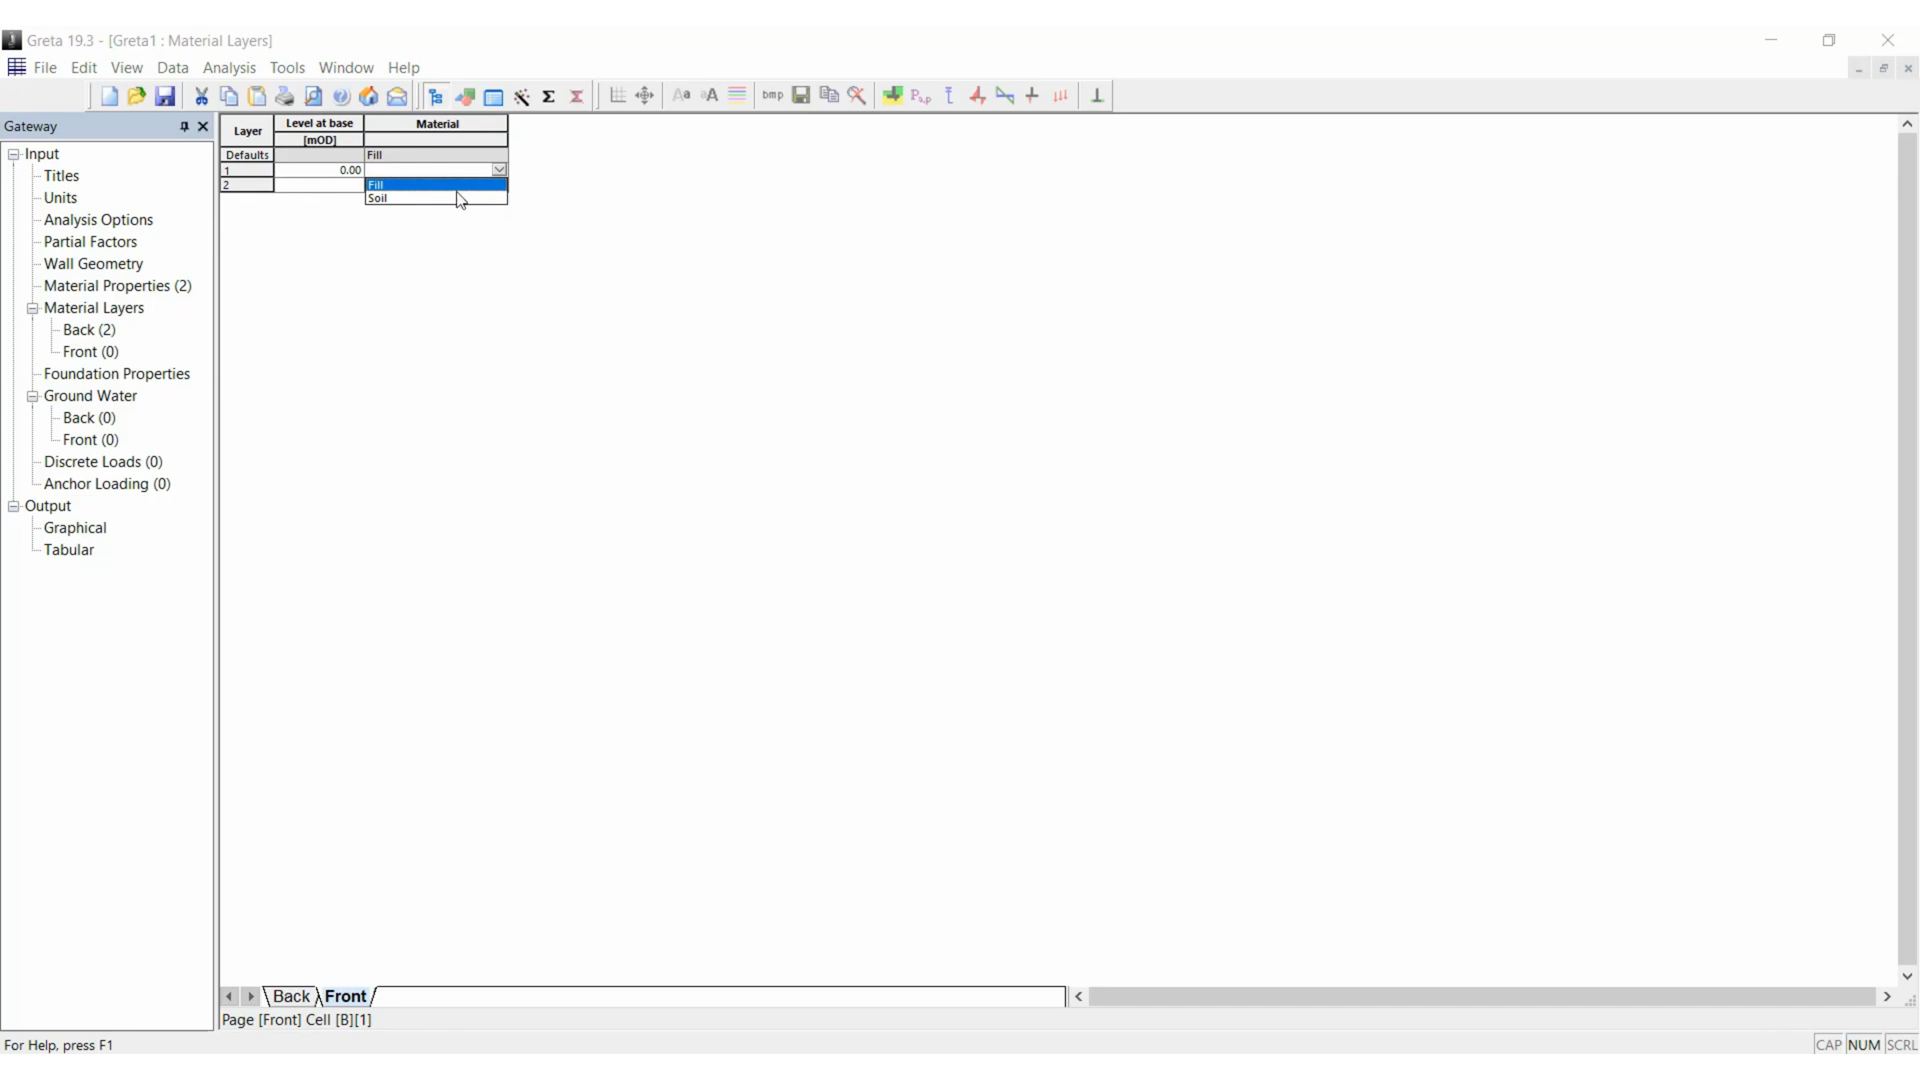 Greta 19.3 - [Greta1 : Material Layers]
File Edit View Data Analysis Tools Window Help
bmp
Gateway
Input
Titles
Units
Analysis Options
Partial Factors
Wall Geometry
Material Properties (2)
Material Layers
Back (2)
Front (0)
Foundation Properties
Ground Water
Back (0)
Front (0)
Discrete Loads (0)
Anchor Loading (0)
Output
Graphical
Tabular
Layer Level at base Material
[mOD]
Defaults Fill
1 0.00
2 Fill
Soil
Back Front
Page [Front] Cell [B][1]
For Help, press F1
CAP NUM SCRL